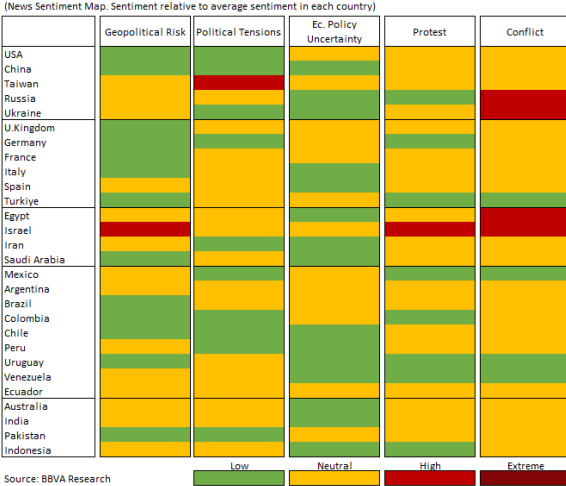 (News Sentiment Map. Sentiment relative to average sentiment in each country)
Geopolitical Risk
Political Tensions
Ec. Policy
Uncertainty
Protest
Conflict
USA
China
Taiwan
Russia
Ukraine
U.Kingdom
Germany
France
Italy
Spain
Turkiye
Egypt
Israel
Iran
Saudi Arabia
Mexico
Argentina
Brazil
Colombia
Chile
Peru
Uruguay
Venezuela
Ecuador
Australia
India
Pakistan
Indonesia
Low
Neutral
High
Extreme
Source: BBVA Research